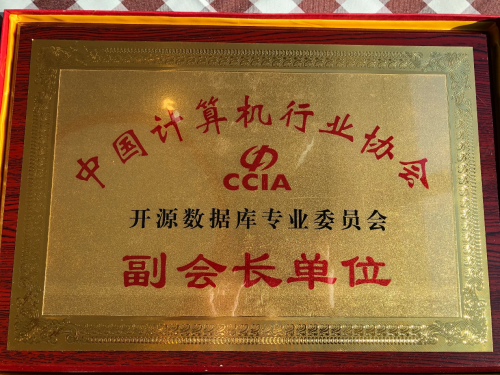 中国计算机行业协会
CCIA
开源数据库专业委员会
副会长单位